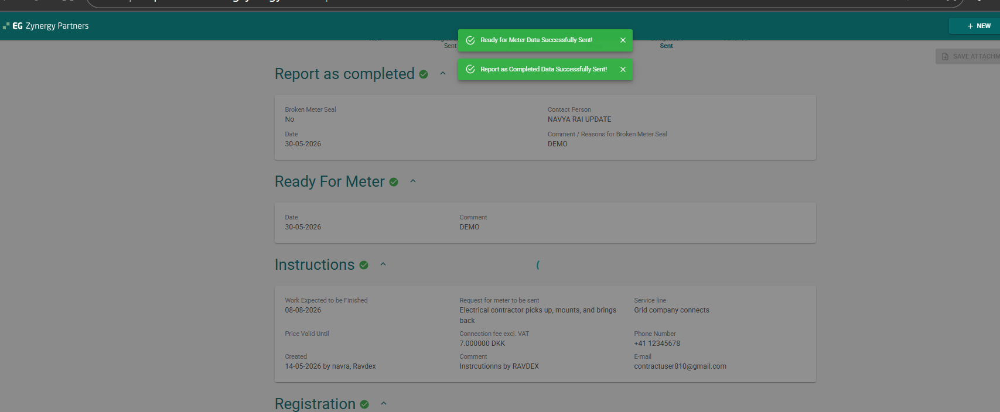 EG Zynergy Partners
+ NEW
Ready for Meter Data Successfully Sent!
Sent
Sent
SAVE ATTACHM
Report as Completed Data Successfully Sent!
Report as completed
Broken Meter Seal
No
Contact Person
NAVYA RAI UPDATE
Date
30-05-2026
Comment / Reasons for Broken Meter Seal
DEMO
Ready For Meter
Date
30-05-2026
Comment
DEMO
Instructions
Work Expected to be Finished
08-08-2026
Request for meter to be sent
Electrical contractor picks up, mounts, and brings
back
Service line
Grid company connects
Price Valid Until
Connection fee excl. VAT
7.000000 DKK
Phone Number
+41 12345678
Created
14-05-2026 by navra, Ravdex
Comment
Instrcutionns by RAVDEX
E-mail
contractuser810@gmail.com
Registration